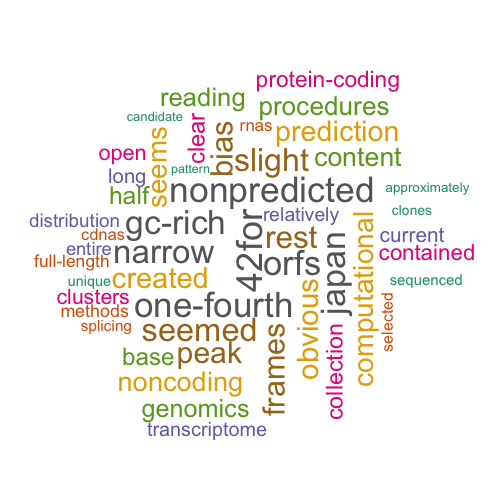 protein-coding
reading
procedures
candidate
rnas
prediction
clear
bias
seems
open
slight
content
pattern
long
half
nonpredicted
approximately
distribution
gc-rich
42for
relatively
clones
cdnas
rest
japan
computational
current
entire
narrow
orfs
contained
full-length
created
unique
sequenced
clusters
one-fourth
obvious
methods
selected
splicing
seemed
frames
collection
base
peak
noncoding
genomics
transcriptome